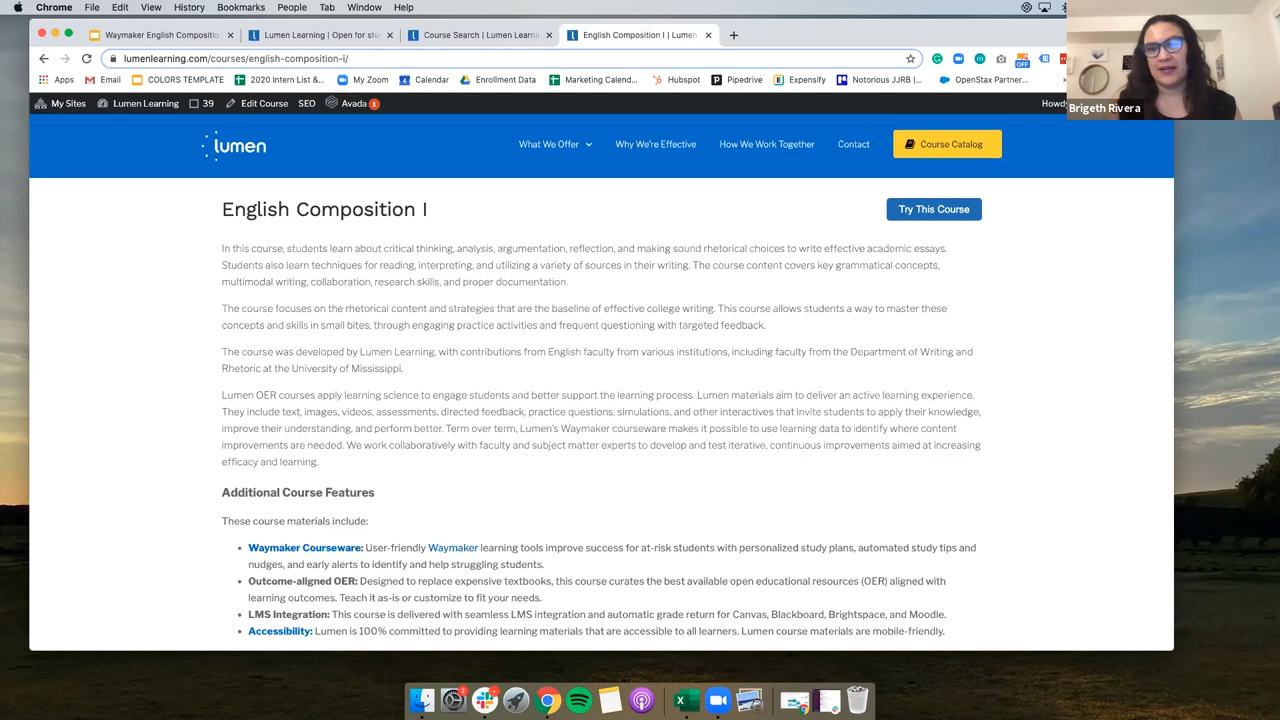 Chrome File Edit View History Bookmarks People Tab Window Help
Waymaker English Compositio
Lumen Learning | Open for stu
Course Search | Lumen Learni
English Composition I | Lumen
lumenlearning.com/courses/english-composition-i/
Apps Email COLORS TEMPLATE 2020 Intern List &... My Zoom Calendar Enrollment Data Marketing Calend... Hubspot Pipedrive Expensify Notorious JJRB |... OpenStax Partner...
My Sites Lumen Learning 39 Edit Course SEO Avada 1 Howdy
Brigeth Rivera
lumen
What We Offer Why We're Effective How We Work Together Contact Course Catalog
English Composition I
Try This Course
In this course, students learn about critical thinking, analysis, argumentation, reflection, and making sound rhetorical choices to write effective academic essays.
Students also learn techniques for reading, interpreting, and utilizing a variety of sources in their writing. The course content covers key grammatical concepts,
multimodal writing, collaboration, research skills, and proper documentation.
The course focuses on the rhetorical content and strategies that are the baseline of effective college writing. This course allows students a way to master these
concepts and skills in small bites, through engaging practice activities and frequent questioning with targeted feedback.
The course was developed by Lumen Learning, with contributions from English faculty from various institutions, including faculty from the Department of Writing and
Rhetoric at the University of Mississippi.
Lumen OER courses apply learning science to engage students and better support the learning process. Lumen materials aim to deliver an active learning experience.
They include text, images, videos, assessments, directed feedback, practice questions, simulations, and other interactives that invite students to apply their knowledge,
improve their understanding, and perform better. Term over term, Lumen's Waymaker courseware makes it possible to use learning data to identify where content
improvements are needed. We work collaboratively with faculty and subject matter experts to develop and test iterative, continuous improvements aimed at increasing
efficacy and learning.
Additional Course Features
These course materials include:
• Waymaker Courseware: User-friendly Waymaker learning tools improve success for at-risk students with personalized study plans, automated study tips and
nudges, and early alerts to identify and help struggling students.
• Outcome-aligned OER: Designed to replace expensive textbooks, this course curates the best available open educational resources (OER) aligned with
learning outcomes. Teach it as-is or customize to fit your needs.
• LMS Integration: This course is delivered with seamless LMS integration and automatic grade return for Canvas, Blackboard, Brightspace, and Moodle.
• Accessibility: Lumen is 100% committed to providing learning materials that are accessible to all learners. Lumen course materials are mobile-friendly.